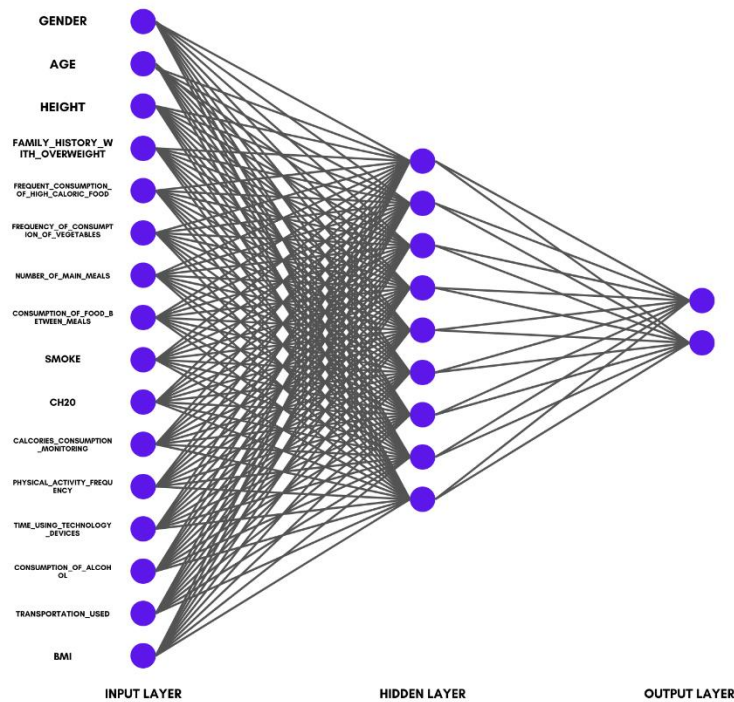 GENDER
AGE
HEIGHT
FAMILY_HISTORY_W
ITH_OVERWEIGHT
FREQUENT_CONSUMPTION_
OF_HIGH_CALORIC_FOOD
FREQUENCY_OF_CONSUMPT
ION_OF_VEGETABLES
NUMBER_OF_MAIN_MEALS
CONSUMPTION_OF_FOOD_B
ETWEEN_MEALS
SMOKE
CH20
CALCORIES_CONSUMPTION
_MONITORING
PHYSICAL_ACTIVITY_FREQU
ENCY
TIME_USING_TECHNOLOGY
_DEVICES
CONSUMPTION_OF_ALCOH
OL
TRANSPORTATION_USED
BMI
INPUT LAYER
HIDDEN LAYER
OUTPUT LAYER